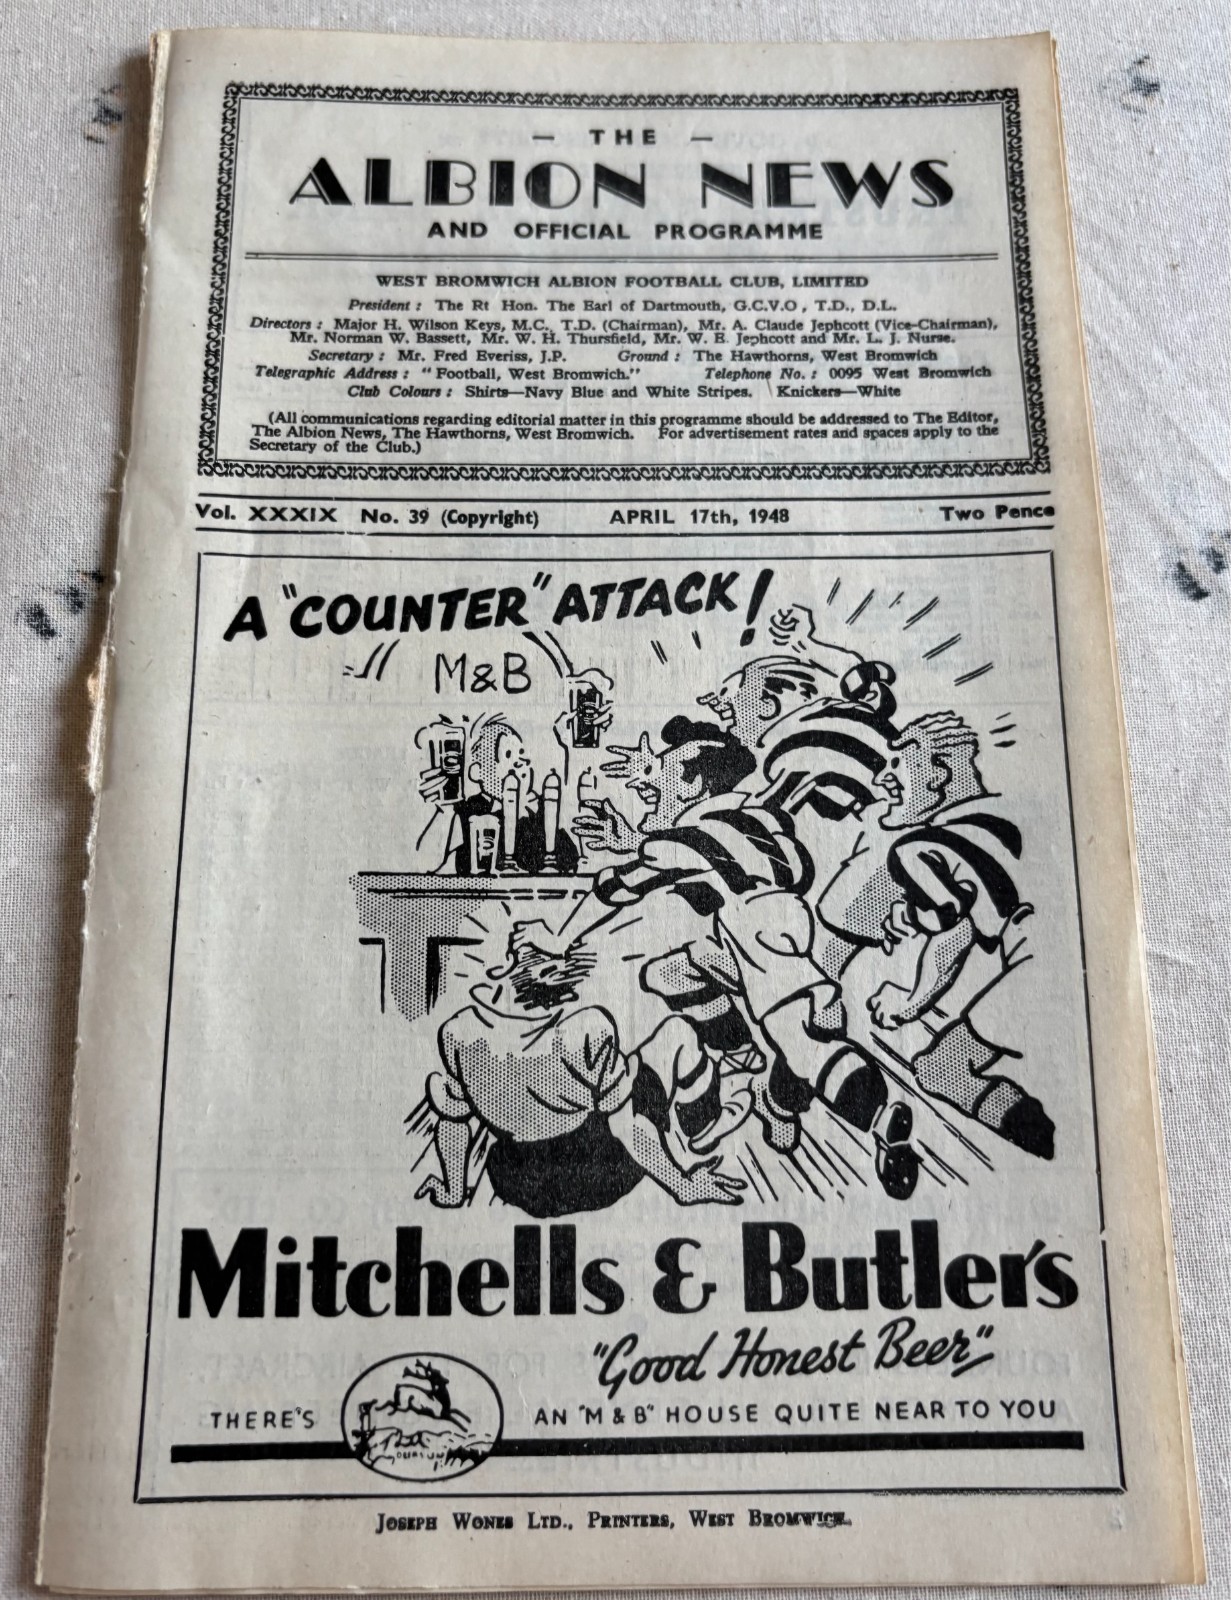 — THE —
ALBION NEWS
AND OFFICIAL PROGRAMME
WEST BROMWICH ALBION FOOTBALL CLUB, LIMITED
President : The Rt Hon. The Earl of Dartmouth, G.C.V.O , T.D., D.L.
Directors : Major H. Wilson Keys, M.C., T.D. (Chairman), Mr. A. Claude Jephcott (Vice-Chairman),
Mr. Norman W. Bassett, Mr. W. H. Thursfield, Mr. W. E. Jephcott and Mr. L. J. Nurse.
Secretary : Mr. Fred Everiss, J.P. Ground : The Hawthorns, West Bromwich
Telegraphic Address : " Football, West Bromwich." Telephone No. : 0095 West Bromwich
Club Colours : Shirts—Navy Blue and White Stripes. Knickers—White
(All communications regarding editorial matter in this programme should be addressed to The Editor,
The Albion News, The Hawthorns, West Bromwich. For advertisement rates and spaces apply to the
Secretary of the Club.)
Vol. XXXIX No. 39 (Copyright) APRIL 17th, 1948 Two Pence
A "COUNTER" ATTACK!
M&B
Mitchells & Butler's
"Good Honest Beer"
THERE'S AN "M & B" HOUSE QUITE NEAR TO YOU
JOSEPH WONES LTD., PRINTERS, WEST BROMWICH.